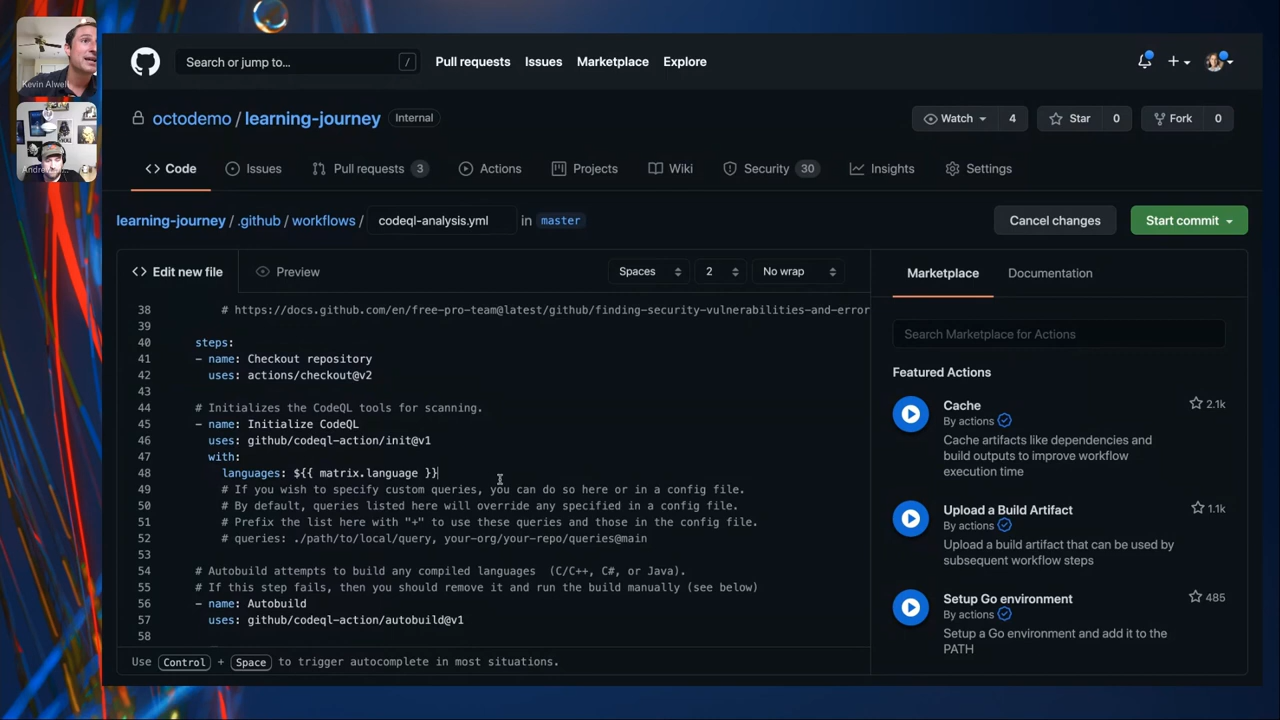 Kevin Alwell
Search or jump to... /
Pull requests Issues Marketplace Explore
octodemo / learning-journey Internal
Watch 4 Star 0 Fork 0
Code Issues Pull requests 3 Actions Projects Wiki Security 30 Insights Settings
learning-journey / .github / workflows / codeql-analysis.yml in master
Cancel changes Start commit
<> Edit new file Preview
Spaces 2 No wrap
38 # https://docs.github.com/en/free-pro-team@latest/github/finding-security-vulnerabilities-and-error
39
40 steps:
41 - name: Checkout repository
42 uses: actions/checkout@v2
43
44 # Initializes the CodeQL tools for scanning.
45 - name: Initialize CodeQL
46 uses: github/codeql-action/init@v1
47 with:
48 languages: ${{ matrix.language }}
49 # If you wish to specify custom queries, you can do so here or in a config file.
50 # By default, queries listed here will override any specified in a config file.
51 # Prefix the list here with "+" to use these queries and those in the config file.
52 # queries: ./path/to/local/query, your-org/your-repo/queries@main
53
54 # Autobuild attempts to build any compiled languages  (C/C++, C#, or Java).
55 # If this step fails, then you should remove it and run the build manually (see below)
56 - name: Autobuild
57 uses: github/codeql-action/autobuild@v1
58
Use Control + Space to trigger autocomplete in most situations.
Marketplace Documentation
Search Marketplace for Actions
Featured Actions
Cache 2.1k
By actions
Cache artifacts like dependencies and
build outputs to improve workflow
execution time
Upload a Build Artifact 1.1k
By actions
Upload a build artifact that can be used by
subsequent workflow steps
Setup Go environment 485
By actions
Setup a Go environment and add it to the
PATH